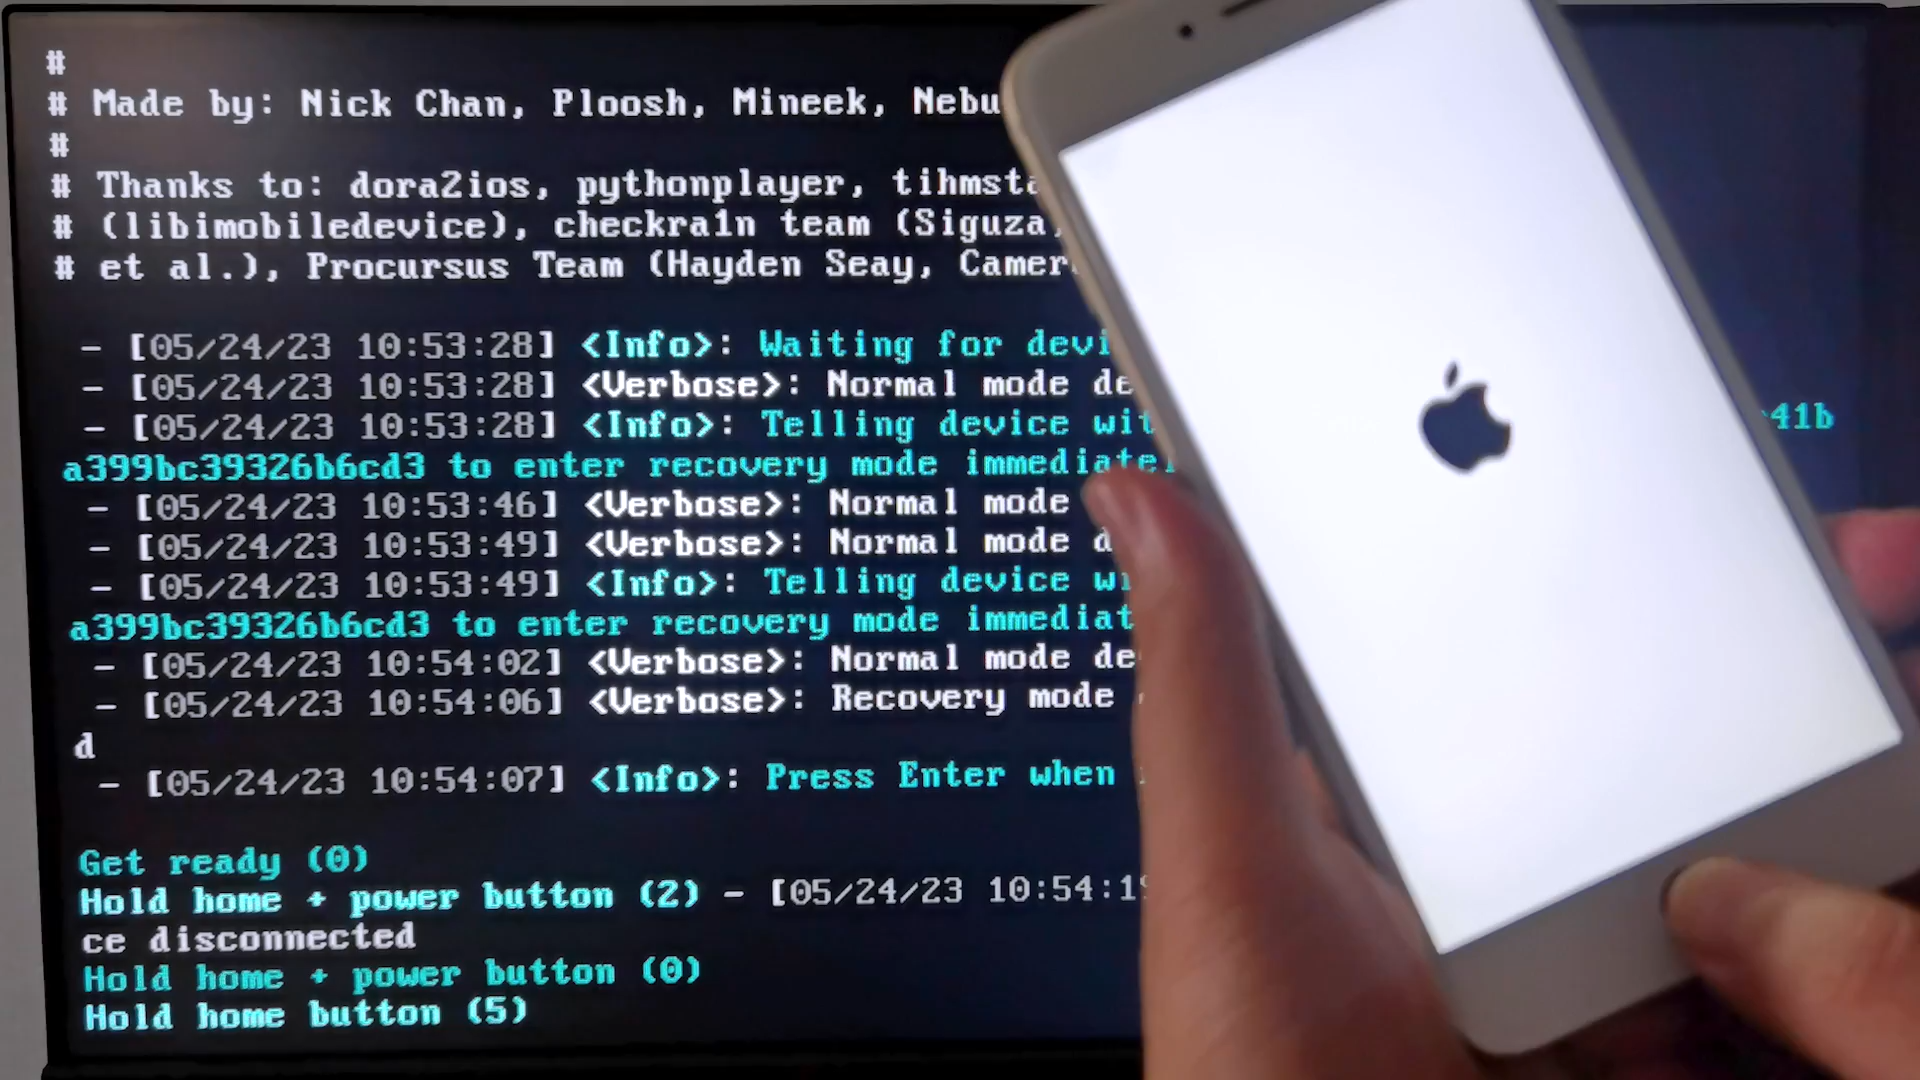 #
# Made by: Nick Chan, Ploosh, Mineek, Nebu
#
# Thanks to: dora2ios, pythonplayer, tihmsta
# (libimobiledevice), checkra1n team (Siguza,
# et al.), Procursus Team (Hayden Seay, Camer
- [05/24/23 10:53:28] <Info>: Waiting for devi
- [05/24/23 10:53:28] <Verbose>: Normal mode de
- [05/24/23 10:53:28] <Info>: Telling device wit 41b
a399bc39326b6cd3 to enter recovery mode immediatel
- [05/24/23 10:53:46] <Verbose>: Normal mode
- [05/24/23 10:53:49] <Verbose>: Normal mode d
- [05/24/23 10:53:49] <Info>: Telling device wi
a399bc39326b6cd3 to enter recovery mode immediat
- [05/24/23 10:54:02] <Verbose>: Normal mode de
- [05/24/23 10:54:06] <Verbose>: Recovery mode
d
- [05/24/23 10:54:07] <Info>: Press Enter when
Get ready (0)
Hold home + power button (2) - [05/24/23 10:54:19
ce disconnected
Hold home + power button (0)
Hold home button (5)